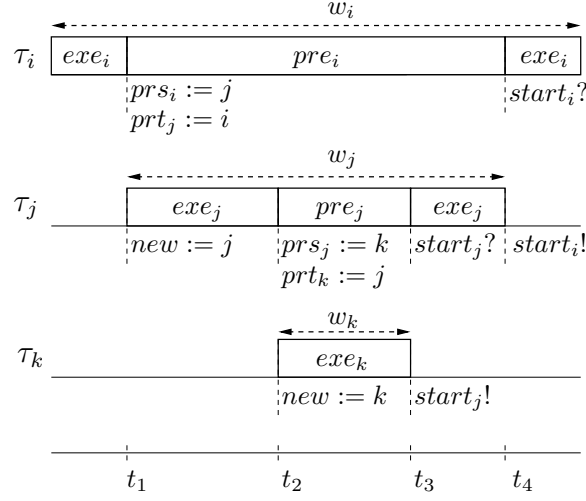 w_i
τ_i exe_i pre_i exe_i
prs_i := j start_i?
prt_j := i
w_j
τ_j exe_j pre_j exe_j
new := j prs_j := k start_j? start_i!
prt_k := j
w_k
τ_k exe_k
new := k start_j!
t_1 t_2 t_3 t_4